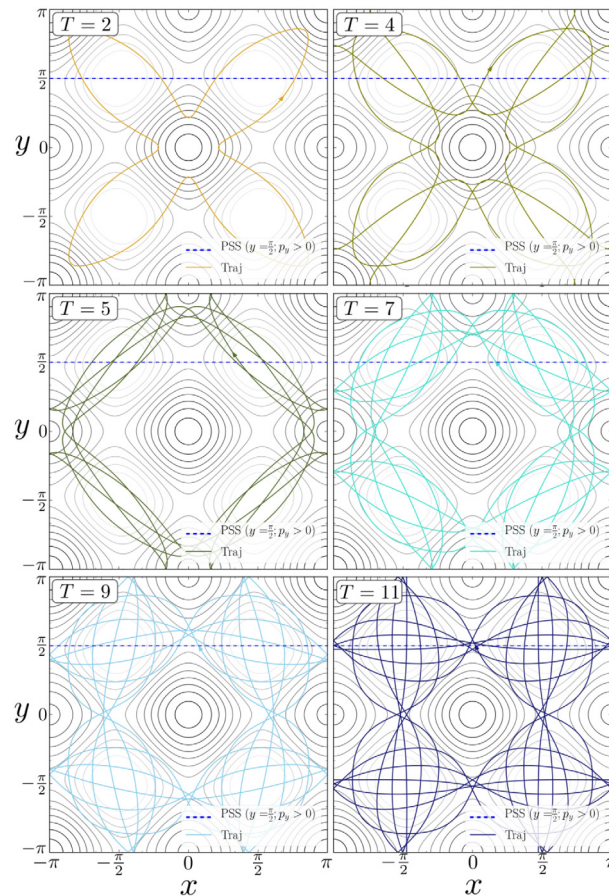 T = 2
T = 4
π
π/2
y 0
−π/2
−π
PSS (y = π/2; p_y > 0)
Traj
PSS (y = π/2; p_y > 0)
Traj
T = 5
T = 7
π
π/2
y 0
−π/2
−π
PSS (y = π/2; p_y > 0)
Traj
PSS (y = π/2; p_y > 0)
Traj
T = 9
T = 11
π
π/2
y 0
−π/2
−π
PSS (y = π/2; p_y > 0)
Traj
PSS (y = π/2; p_y > 0)
Traj
−π −π/2 0 π/2 π −π/2 0 π/2 π
x x